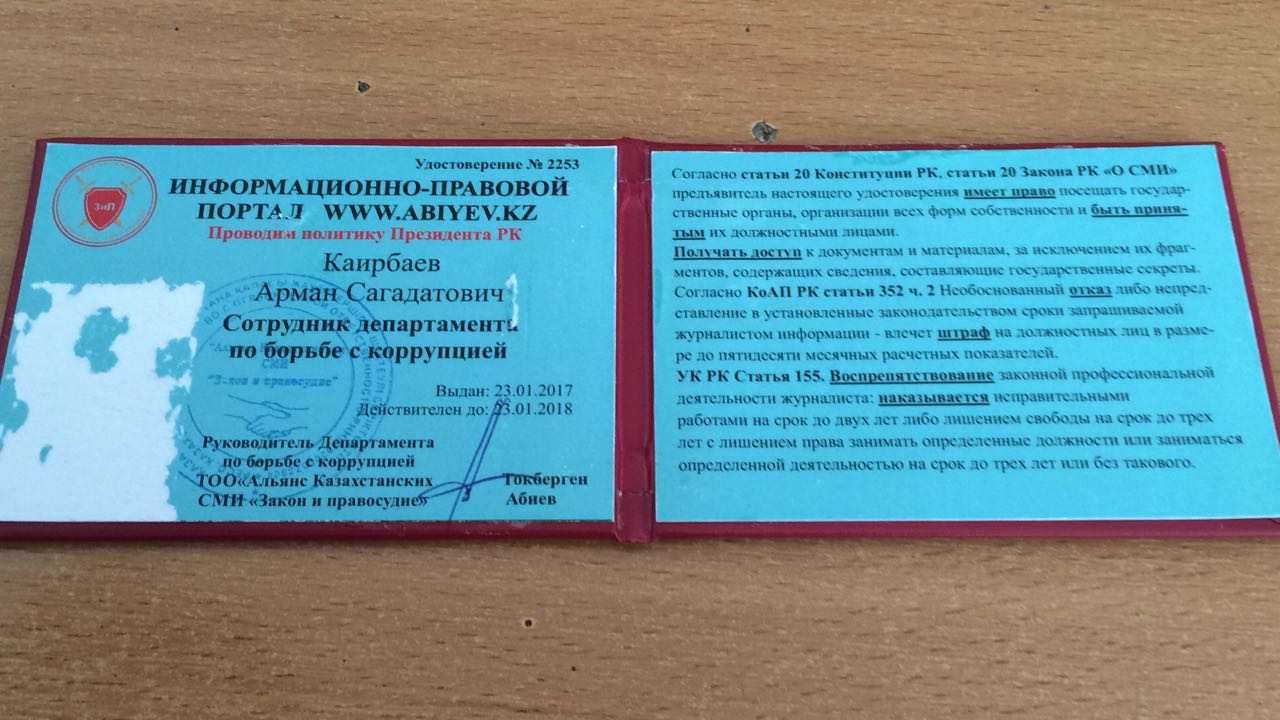 Удостоверение № 2253
ЗиП
ИНФОРМАЦИОННО-ПРАВОВОЙ
ПОРТАЛ WWW.ABIYEV.KZ
Проводим политику Президента РК
Каирбаев
Арман Сагадатович
Сотрудник департамента
по борьбе с коррупцией
СМИ
"Закон и правосудие"
Выдан: 23.01.2017
Действителен до: 23.01.2018
Руководитель Департамента
по борьбе с коррупцией
ТОО«Альянс Казахстанских
СМИ «Закон и правосудие»
Токберген
Абиев
Согласно статьи 20 Конституции РК, статьи 20 Закона РК «О СМИ»
предъявитель настоящего удостоверения имеет право посещать государ-
ственные органы, организации всех форм собственности и быть приня-
тым их должностными лицами.
Получать доступ к документам и материалам, за исключением их фраг-
ментов, содержащих сведения, составляющие государственные секреты.
Согласно КоАП РК статьи 352 ч. 2 Необоснованный отказ либо непред-
ставление в установленные законодательством сроки запрашиваемой
журналистом информации - влечет штраф на должностных лиц в разме-
ре до пятидесяти месячных расчетных показателей.
УК РК Статья 155. Воспрепятствование законной профессиональной
деятельности журналиста: наказывается исправительными
работами на срок до двух лет либо лишением свободы на срок до трех
лет с лишением права занимать определенные должности или заниматься
определенной деятельностью на срок до трех лет или без такового.